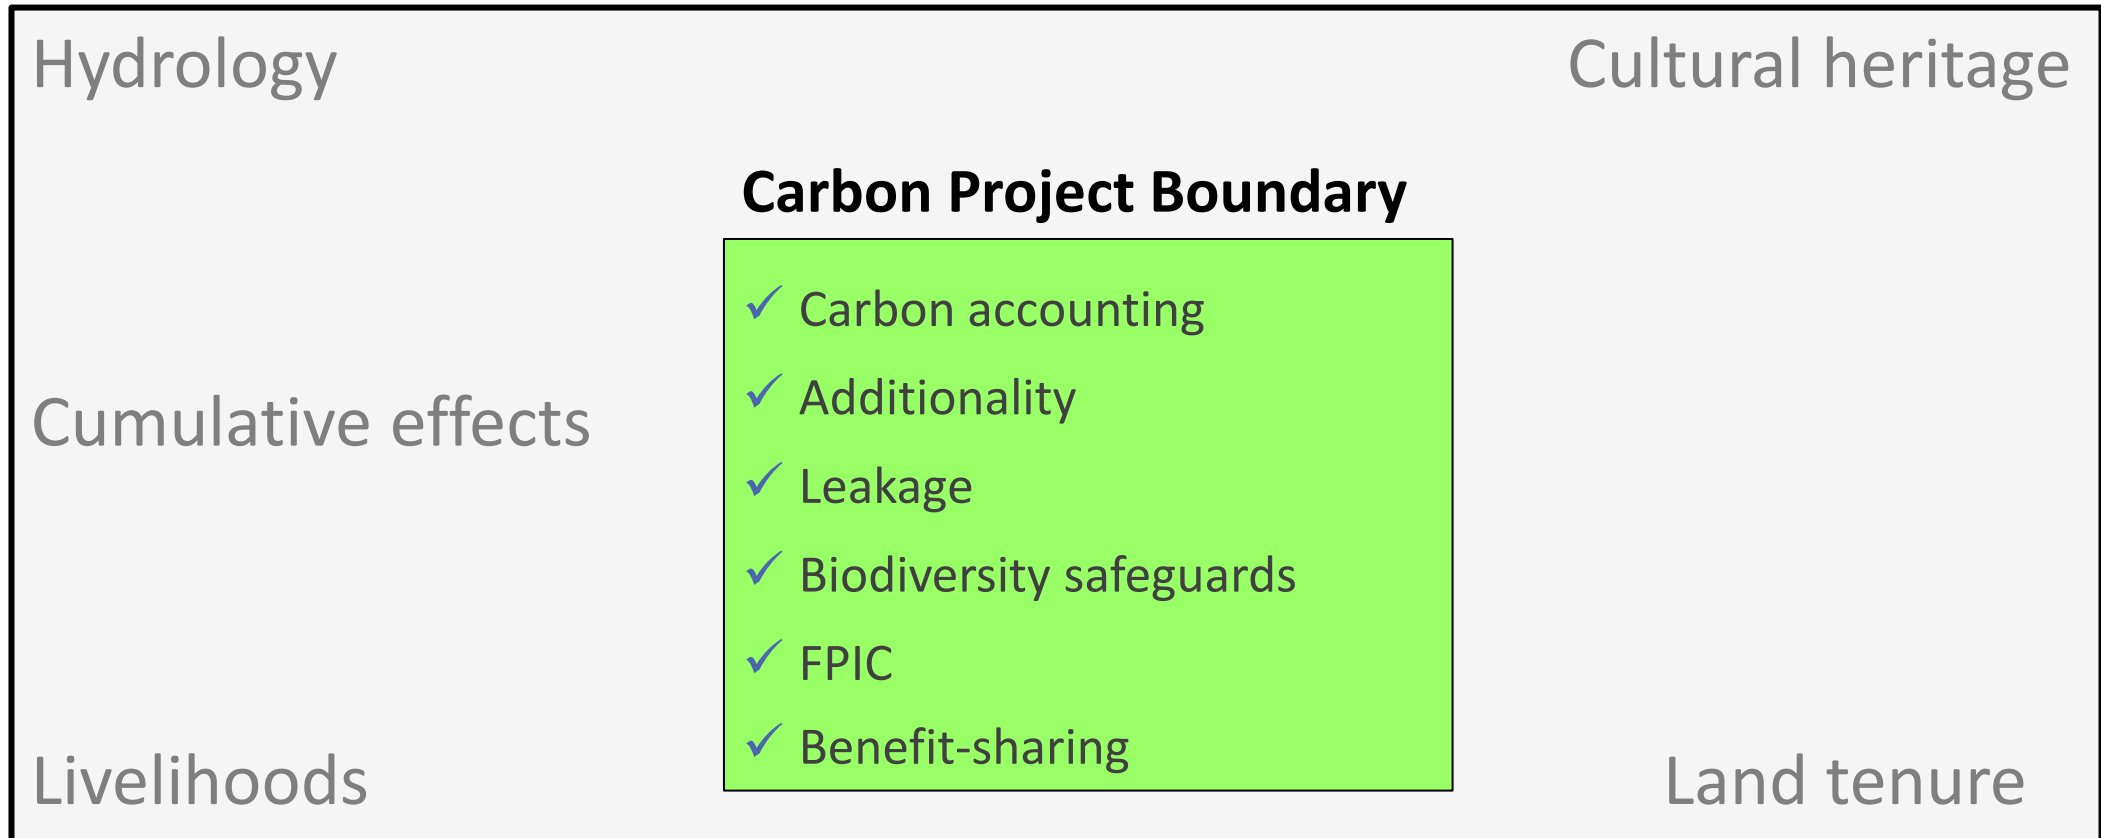 Hydrology
Cultural heritage
Carbon Project Boundary
✓ Carbon accounting
✓ Additionality
Cumulative effects
✓ Leakage
✓ Biodiversity safeguards
✓ FPIC
✓ Benefit-sharing
Livelihoods
Land tenure